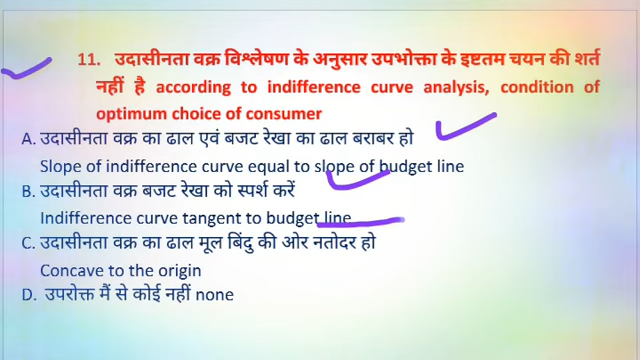 11. उदासीनता वक्र विश्लेषण के अनुसार उपभोक्ता के इष्टतम चयन की शर्त
नहीं है according to indifference curve analysis, condition of
optimum choice of consumer
A. उदासीनता वक्र का ढाल एवं बजट रेखा का ढाल बराबर हो
Slope of indifference curve equal to slope of budget line
B. उदासीनता वक्र बजट रेखा को स्पर्श करें
Indifference curve tangent to budget line
C. उदासीनता वक्र का ढाल मूल बिंदु की ओर नतोदर हो
Concave to the origin
D. उपरोक्त मैं से कोई नहीं none